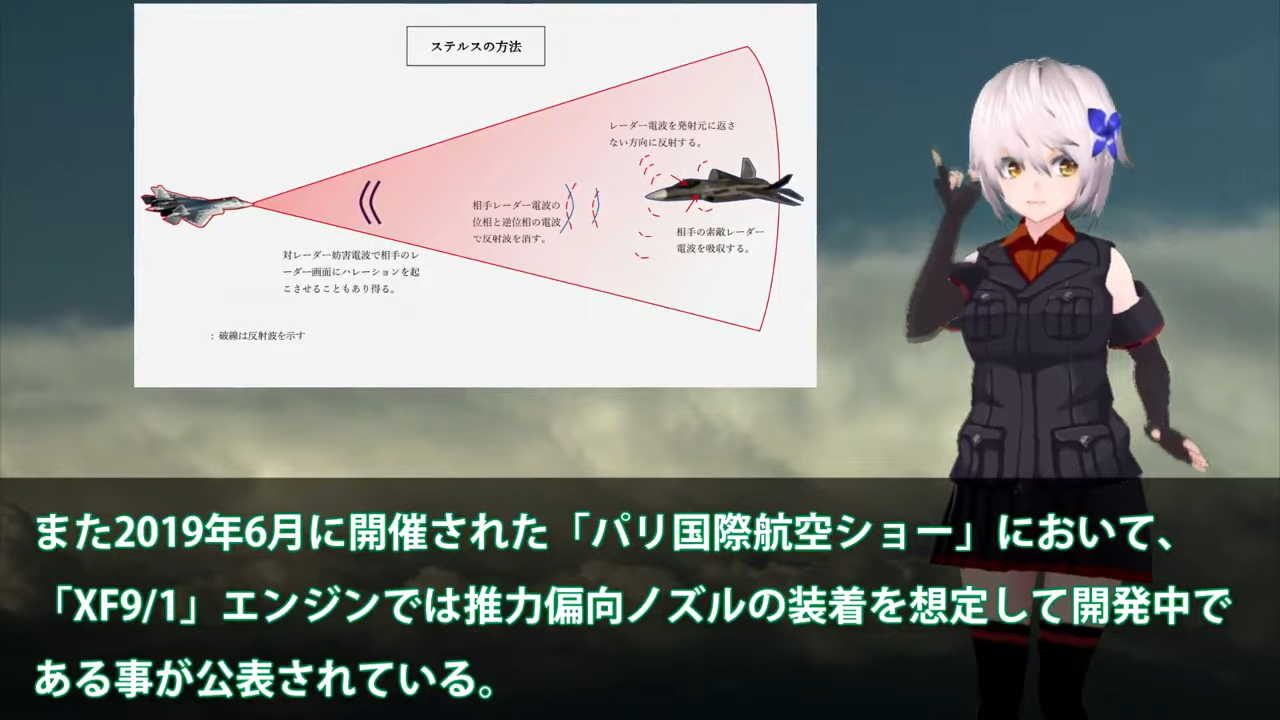 ステルスの方法
レーダー電波を発射元に返さ
ない方向に反射する。
相手レーダー電波の
位相と逆位相の電波
で反射波を消す。
相手の索敵レーダー
電波を吸収する。
対レーダー妨害電波で相手のレ
ーダー画面にハレーションを起
こさせることもあり得る。
：破線は反射波を示す
また2019年6月に開催された「パリ国際航空ショー」において、
「XF9/1」エンジンでは推力偏向ノズルの装着を想定して開発中で
ある事が公表されている。